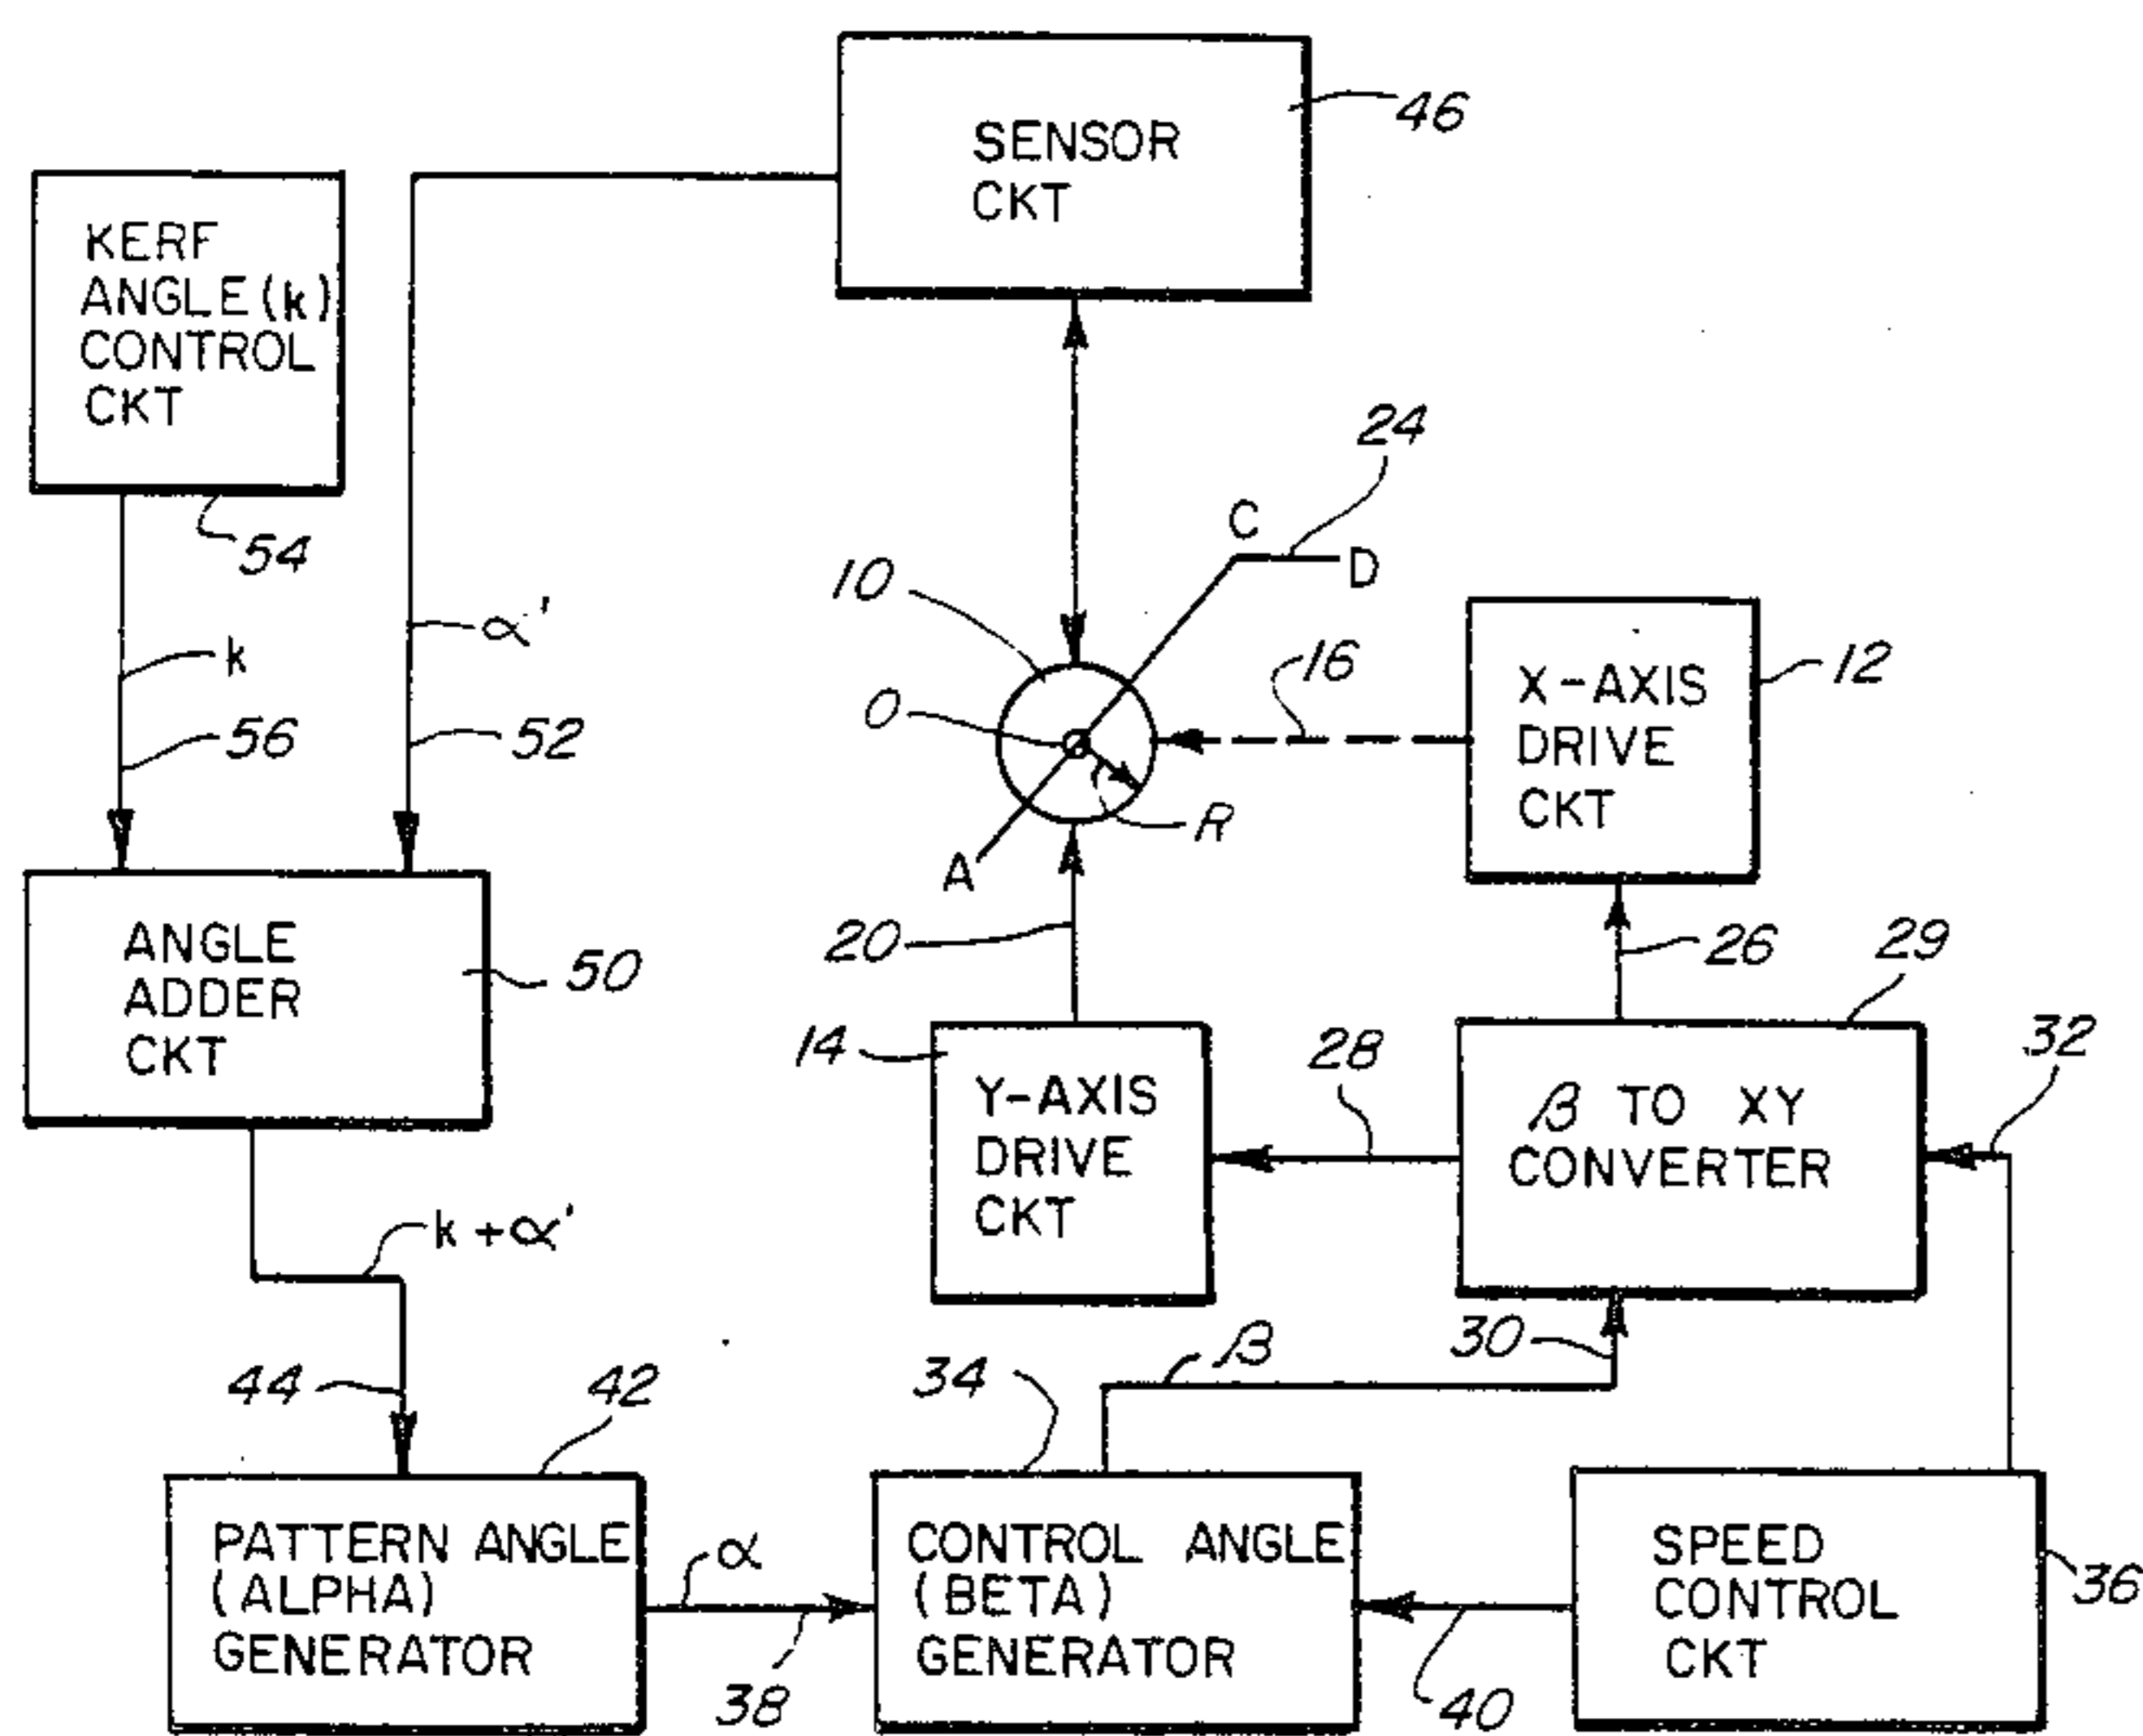 SENSOR
CKT
46
KERF
ANGLE (k)
CONTROL
CKT
54
24
C
D
10
α'
k
O
16
X-AXIS
DRIVE
CKT
12
56
52
R
A
ANGLE
ADDER
CKT
50
20
26
29
14
Y-AXIS
DRIVE
CKT
28
β TO XY
CONVERTER
32
k + α'
30
β
44
42
34
PATTERN ANGLE
(ALPHA)
GENERATOR
α
38
CONTROL ANGLE
(BETA)
GENERATOR
40
SPEED
CONTROL
CKT
36